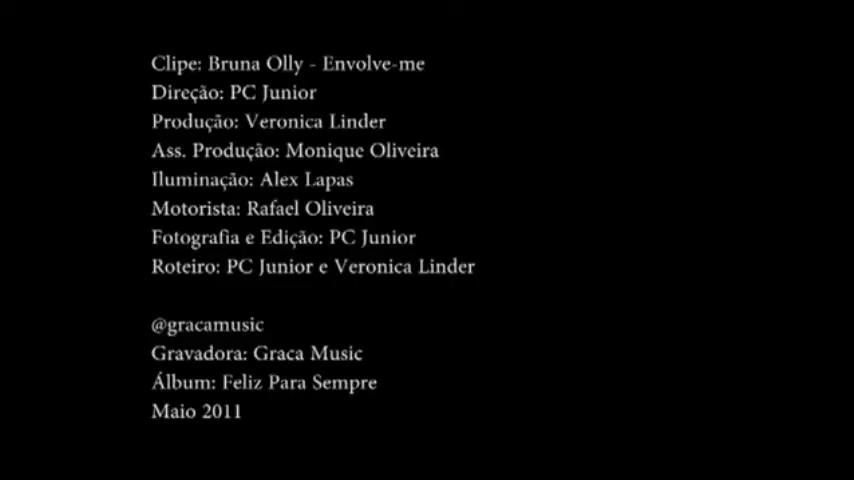 Clipe: Bruna Olly - Envolve-me
Direção: PC Junior
Produção: Veronica Linder
Ass. Produção: Monique Oliveira
Iluminação: Alex Lapas
Motorista: Rafael Oliveira
Fotografia e Edição: PC Junior
Roteiro: PC Junior e Veronica Linder
@gracamusic
Gravadora: Graca Music
Álbum: Feliz Para Sempre
Maio 2011